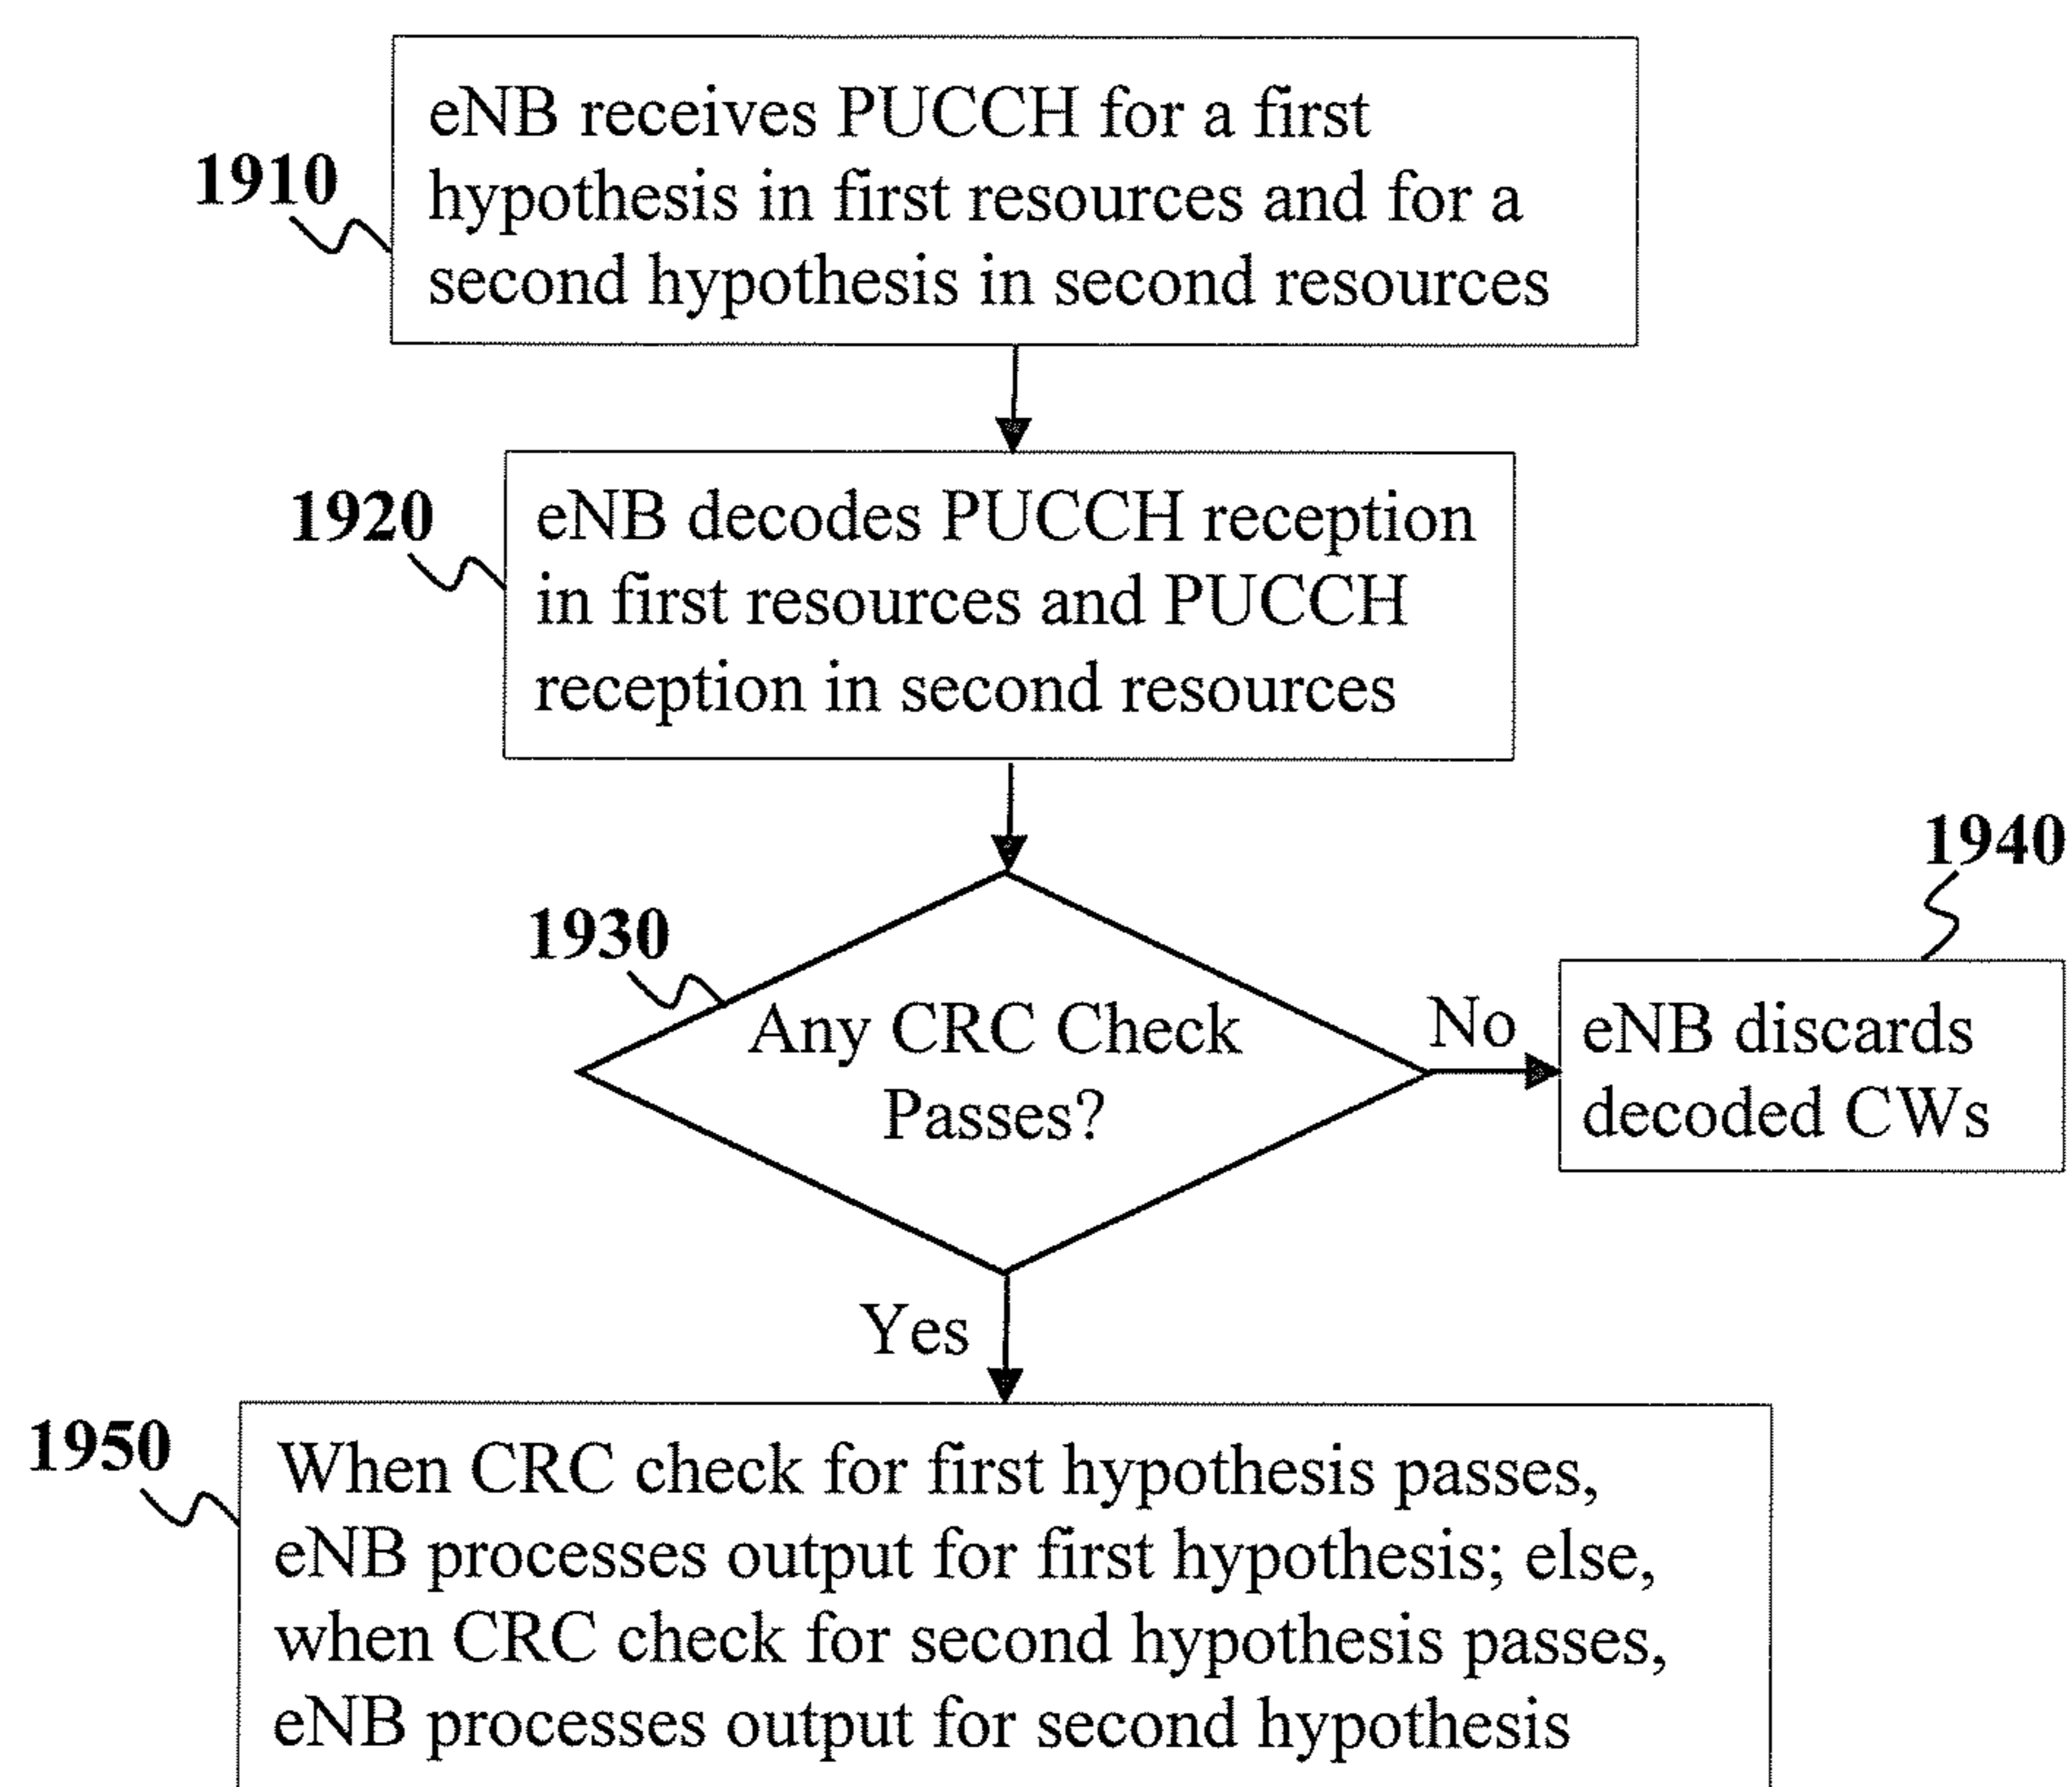 1910
eNB receives PUCCH for a first
hypothesis in first resources and for a
second hypothesis in second resources
1920
eNB decodes PUCCH reception
in first resources and PUCCH
reception in second resources
1930
Any CRC Check
Passes?
No
1940
eNB discards
decoded CWs
Yes
1950
When CRC check for first hypothesis passes,
eNB processes output for first hypothesis; else,
when CRC check for second hypothesis passes,
eNB processes output for second hypothesis